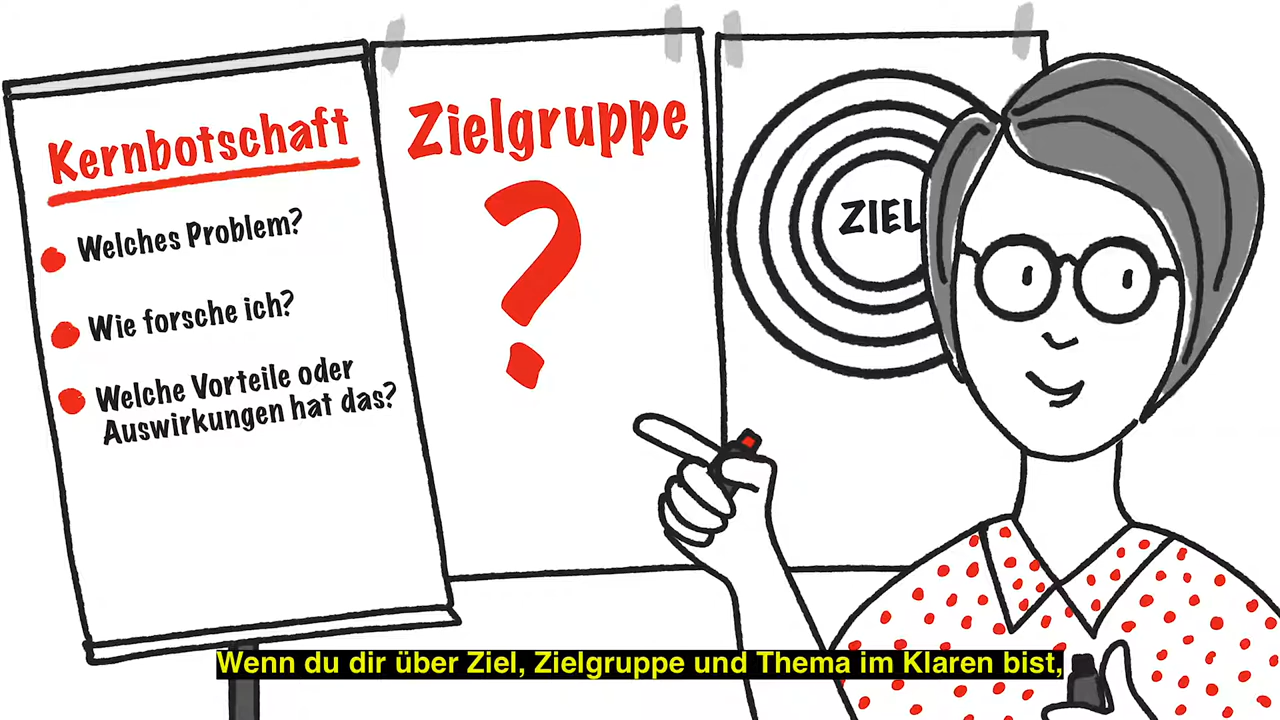 Kernbotschaft
Welches Problem?
Wie forsche ich?
Welche Vorteile oder
Auswirkungen hat das?
Zielgruppe
?
ZIEL
Wenn du dir über Ziel, Zielgruppe und Thema im Klaren bist,